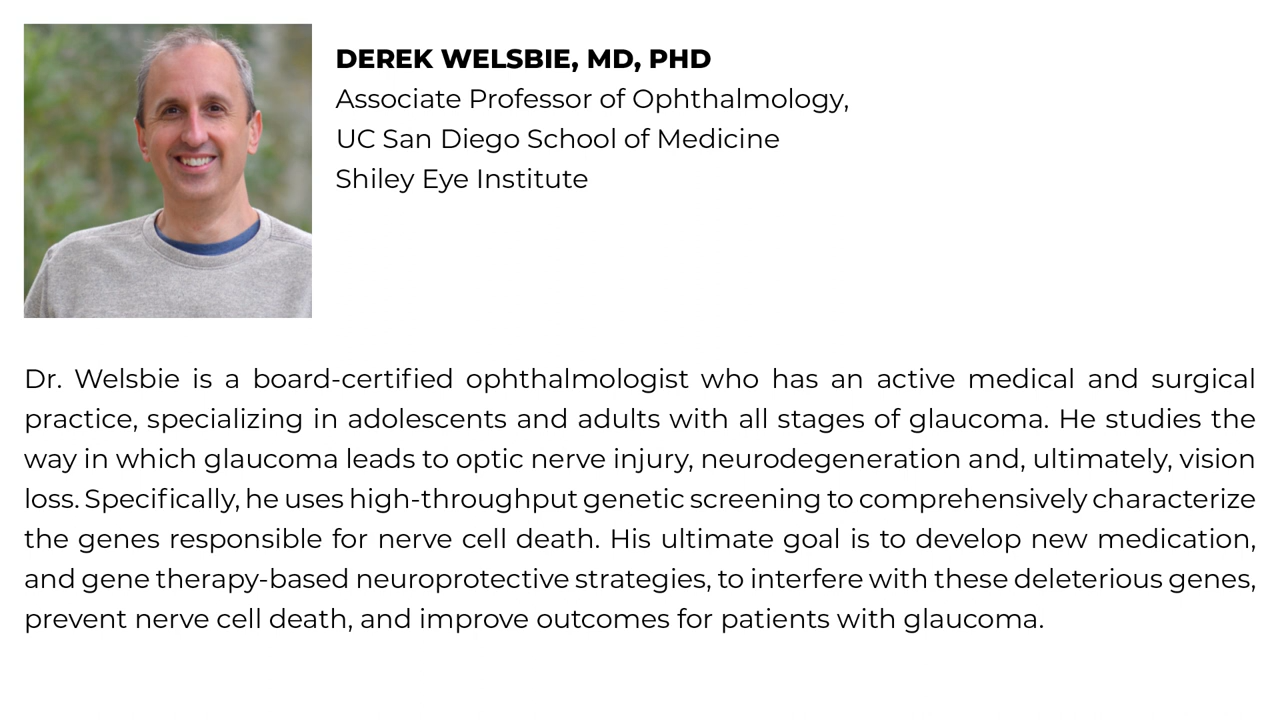 DEREK WELSBIE, MD, PHD
Associate Professor of Ophthalmology,
UC San Diego School of Medicine
Shiley Eye Institute
Dr. Welsbie is a board-certified ophthalmologist who has an active medical and surgical
practice, specializing in adolescents and adults with all stages of glaucoma. He studies the
way in which glaucoma leads to optic nerve injury, neurodegeneration and, ultimately, vision
loss. Specifically, he uses high-throughput genetic screening to comprehensively characterize
the genes responsible for nerve cell death. His ultimate goal is to develop new medication,
and gene therapy-based neuroprotective strategies, to interfere with these deleterious genes,
prevent nerve cell death, and improve outcomes for patients with glaucoma.